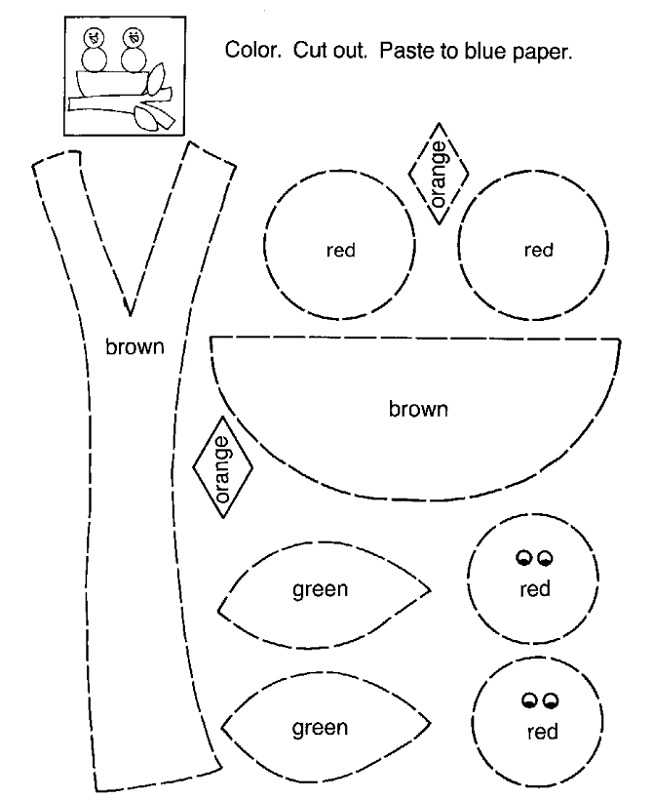 Color. Cut out. Paste to blue paper.
orange
red
red
brown
brown
orange
green
red
green
red